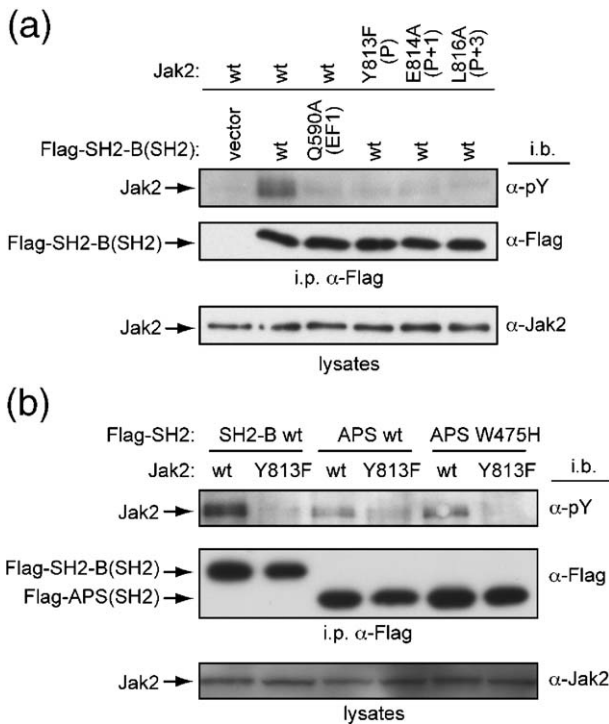 (a)
Jak2: wt wt wt Y813F (P) E814A (P+1) L816A (P+3)
Flag-SH2-B(SH2): vector wt Q590A (EF1) wt wt wt i.b.
Jak2 α-pY
Flag-SH2-B(SH2) α-Flag
i.p. α-Flag
Jak2 α-Jak2
lysates
(b)
Flag-SH2: SH2-B wt APS wt APS W475H
Jak2: wt Y813F wt Y813F wt Y813F i.b.
Jak2 α-pY
Flag-SH2-B(SH2) α-Flag
Flag-APS(SH2)
i.p. α-Flag
Jak2 α-Jak2
lysates